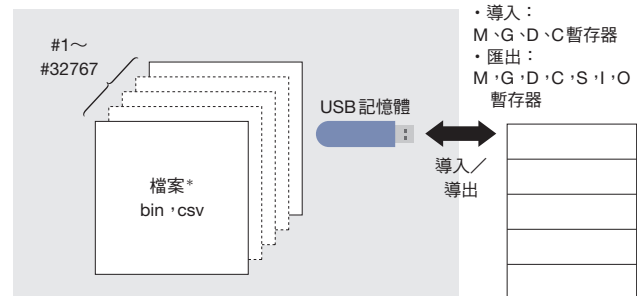 #1～
#32767
檔案*
bin，csv
USB記憶體
導入／
導出
・導入：
M、G、D、C暫存器
・匯出：
M，G，D，C，S，I，O
暫存器